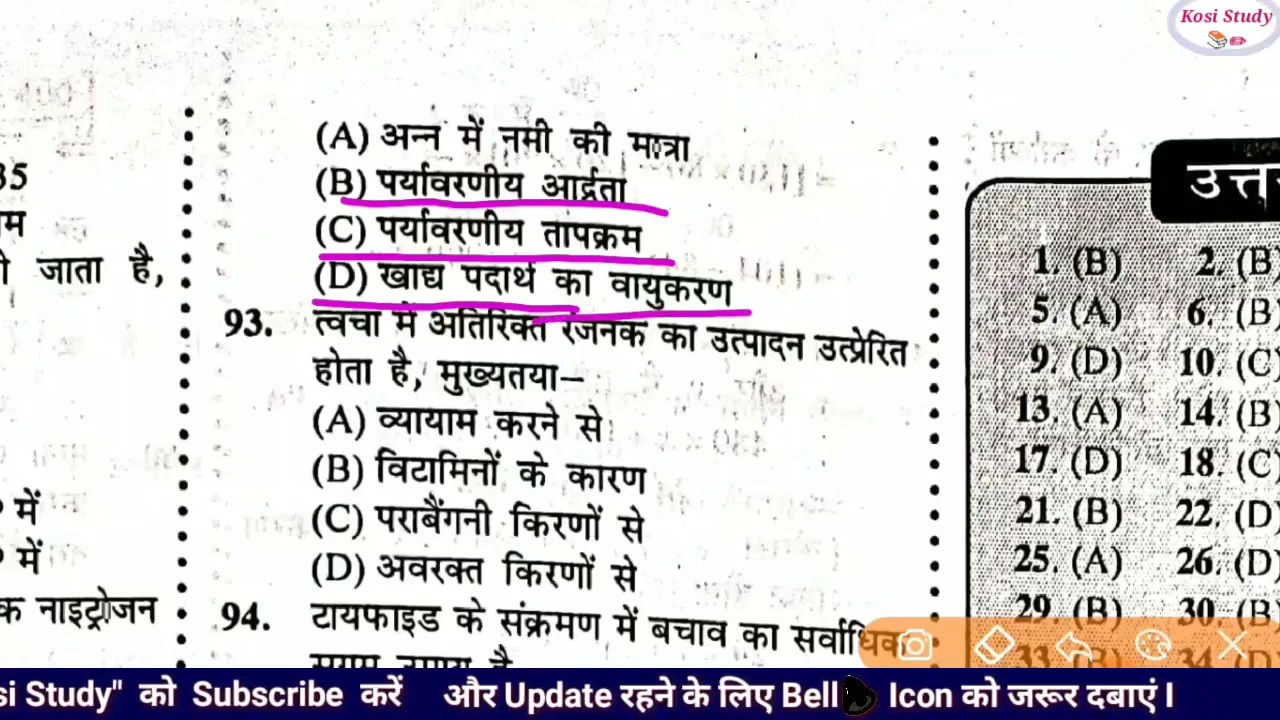 Kosi Study
(A) अन्न में नमी की मात्रा
(B) पर्यावरणीय आर्द्रता
(C) पर्यावरणीय तापक्रम
(D) खाद्य पदार्थ का वायुकरण
93. त्वचा में अतिरिक्त रंजनक का उत्पादन उत्प्रेरित
होता है, मुख्यतया–
(A) व्यायाम करने से
(B) विटामिनों के कारण
(C) पराबैंगनी किरणों से
(D) अवरक्त किरणों से
94. टायफाइड के संक्रमण में बचाव का सर्वाधिक
35
जाता है,
में
में
नाइट्रोजन
1. (B) 2. (B)
5. (A) 6. (B)
9. (D) 10. (C)
13. (A) 14. (B)
17. (D) 18. (C)
21. (B) 22. (D)
25. (A) 26. (D)
29. (B) 30. (B)
33. (B) 34. (D)
si Study" को Subscribe करें और Update रहने के लिए Bell Icon को जरूर दबाएं।